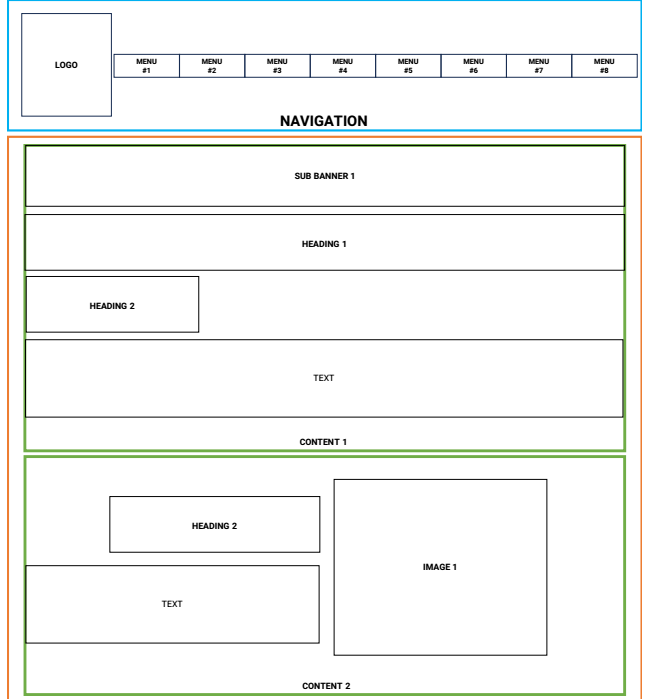 LOGO
MENU MENU MENU MENU MENU MENU MENU MENU
#1 #2 #3 #4 #5 #6 #7 #8
NAVIGATION
SUB BANNER 1
HEADING 1
HEADING 2
TEXT
CONTENT 1
HEADING 2
IMAGE 1
TEXT
CONTENT 2